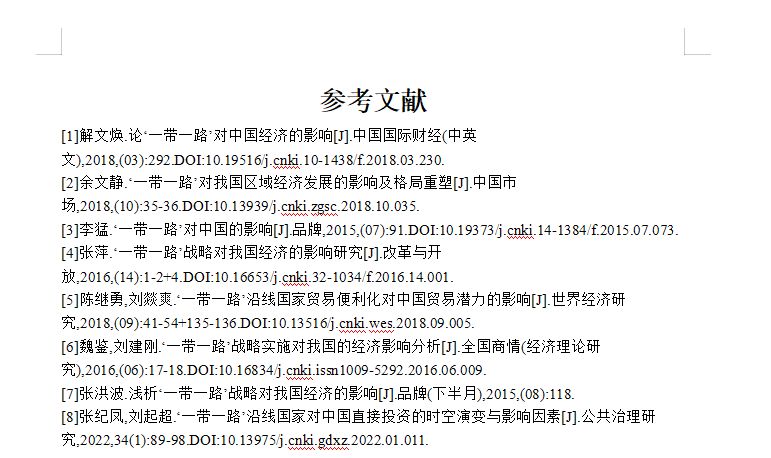 参考文献
[1]解文焕.论‘一带一路’对中国经济的影响[J].中国国际财经(中英
文),2018,(03):292.DOI:10.19516/j.cnki.10-1438/f.2018.03.230.
[2]余文静.‘一带一路’对我国区域经济发展的影响及格局重塑[J].中国市
场,2018,(10):35-36.DOI:10.13939/j.cnki.zgsc.2018.10.035.
[3]李猛.‘一带一路’对中国的影响[J].品牌,2015,(07):91.DOI:10.19373/j.cnki.14-1384/f.2015.07.073.
[4]张萍.‘一带一路’战略对我国经济的影响研究[J].改革与开
放,2016,(14):1-2+4.DOI:10.16653/j.cnki.32-1034/f.2016.14.001.
[5]陈继勇,刘燚爽.‘一带一路’沿线国家贸易便利化对中国贸易潜力的影响[J].世界经济研
究,2018,(09):41-54+135-136.DOI:10.13516/j.cnki.wes.2018.09.005.
[6]魏鉴,刘建刚.‘一带一路’战略实施对我国的经济影响分析[J].全国商情(经济理论研
究),2016,(06):17-18.DOI:10.16834/j.cnki.issn1009-5292.2016.06.009.
[7]张洪波.浅析‘一带一路’战略对我国经济的影响[J].品牌(下半月),2015,(08):118.
[8]张纪凤,刘起超.‘一带一路’沿线国家对中国直接投资的时空演变与影响因素[J].公共治理研
究,2022,34(1):89-98.DOI:10.13975/j.cnki.gdxz.2022.01.011.